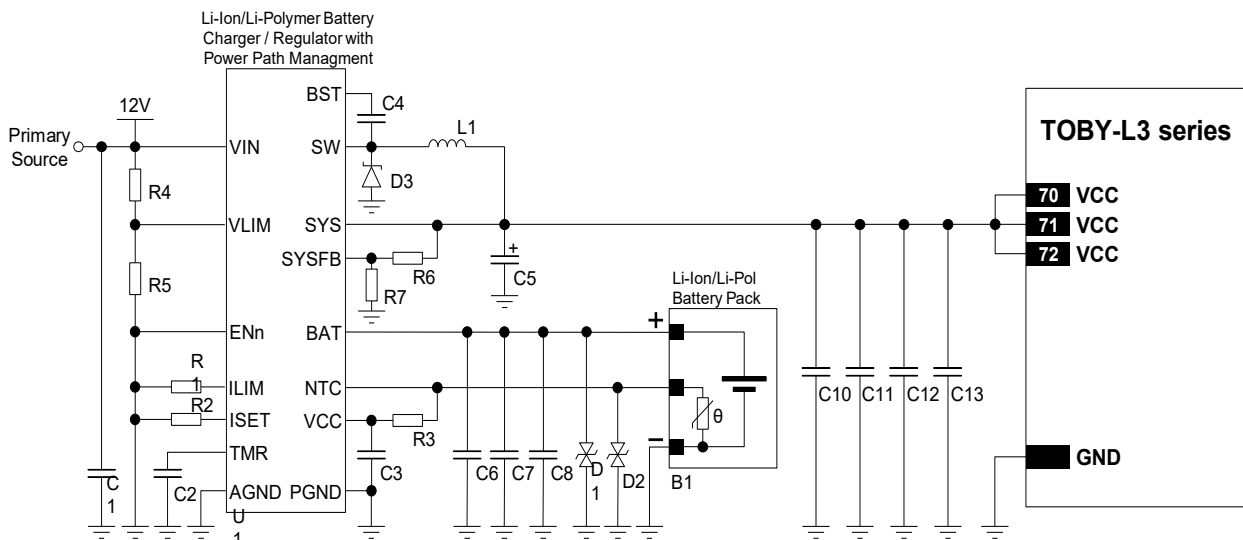 Li-Ion/Li-Polymer Battery
Charger / Regulator with
Power Path Managment
BST
C4
12V
L1
TOBY-L3 series
Primary
Source
VIN
SW
R4
D3
70 VCC
VLIM
SYS
71 VCC
SYSFB
R6
72 VCC
R5
R7
C5
+
Li-Ion/Li-Pol
Battery Pack
ENn
BAT
+
R
1
ILIM
NTC
C10
C11
C12
C13
R2
ISET
VCC
R3
θ
TMR
C3
–
GND
C
1
C2
AGND
PGND
C6
C7
C8
D
1
D2
B1
U
1